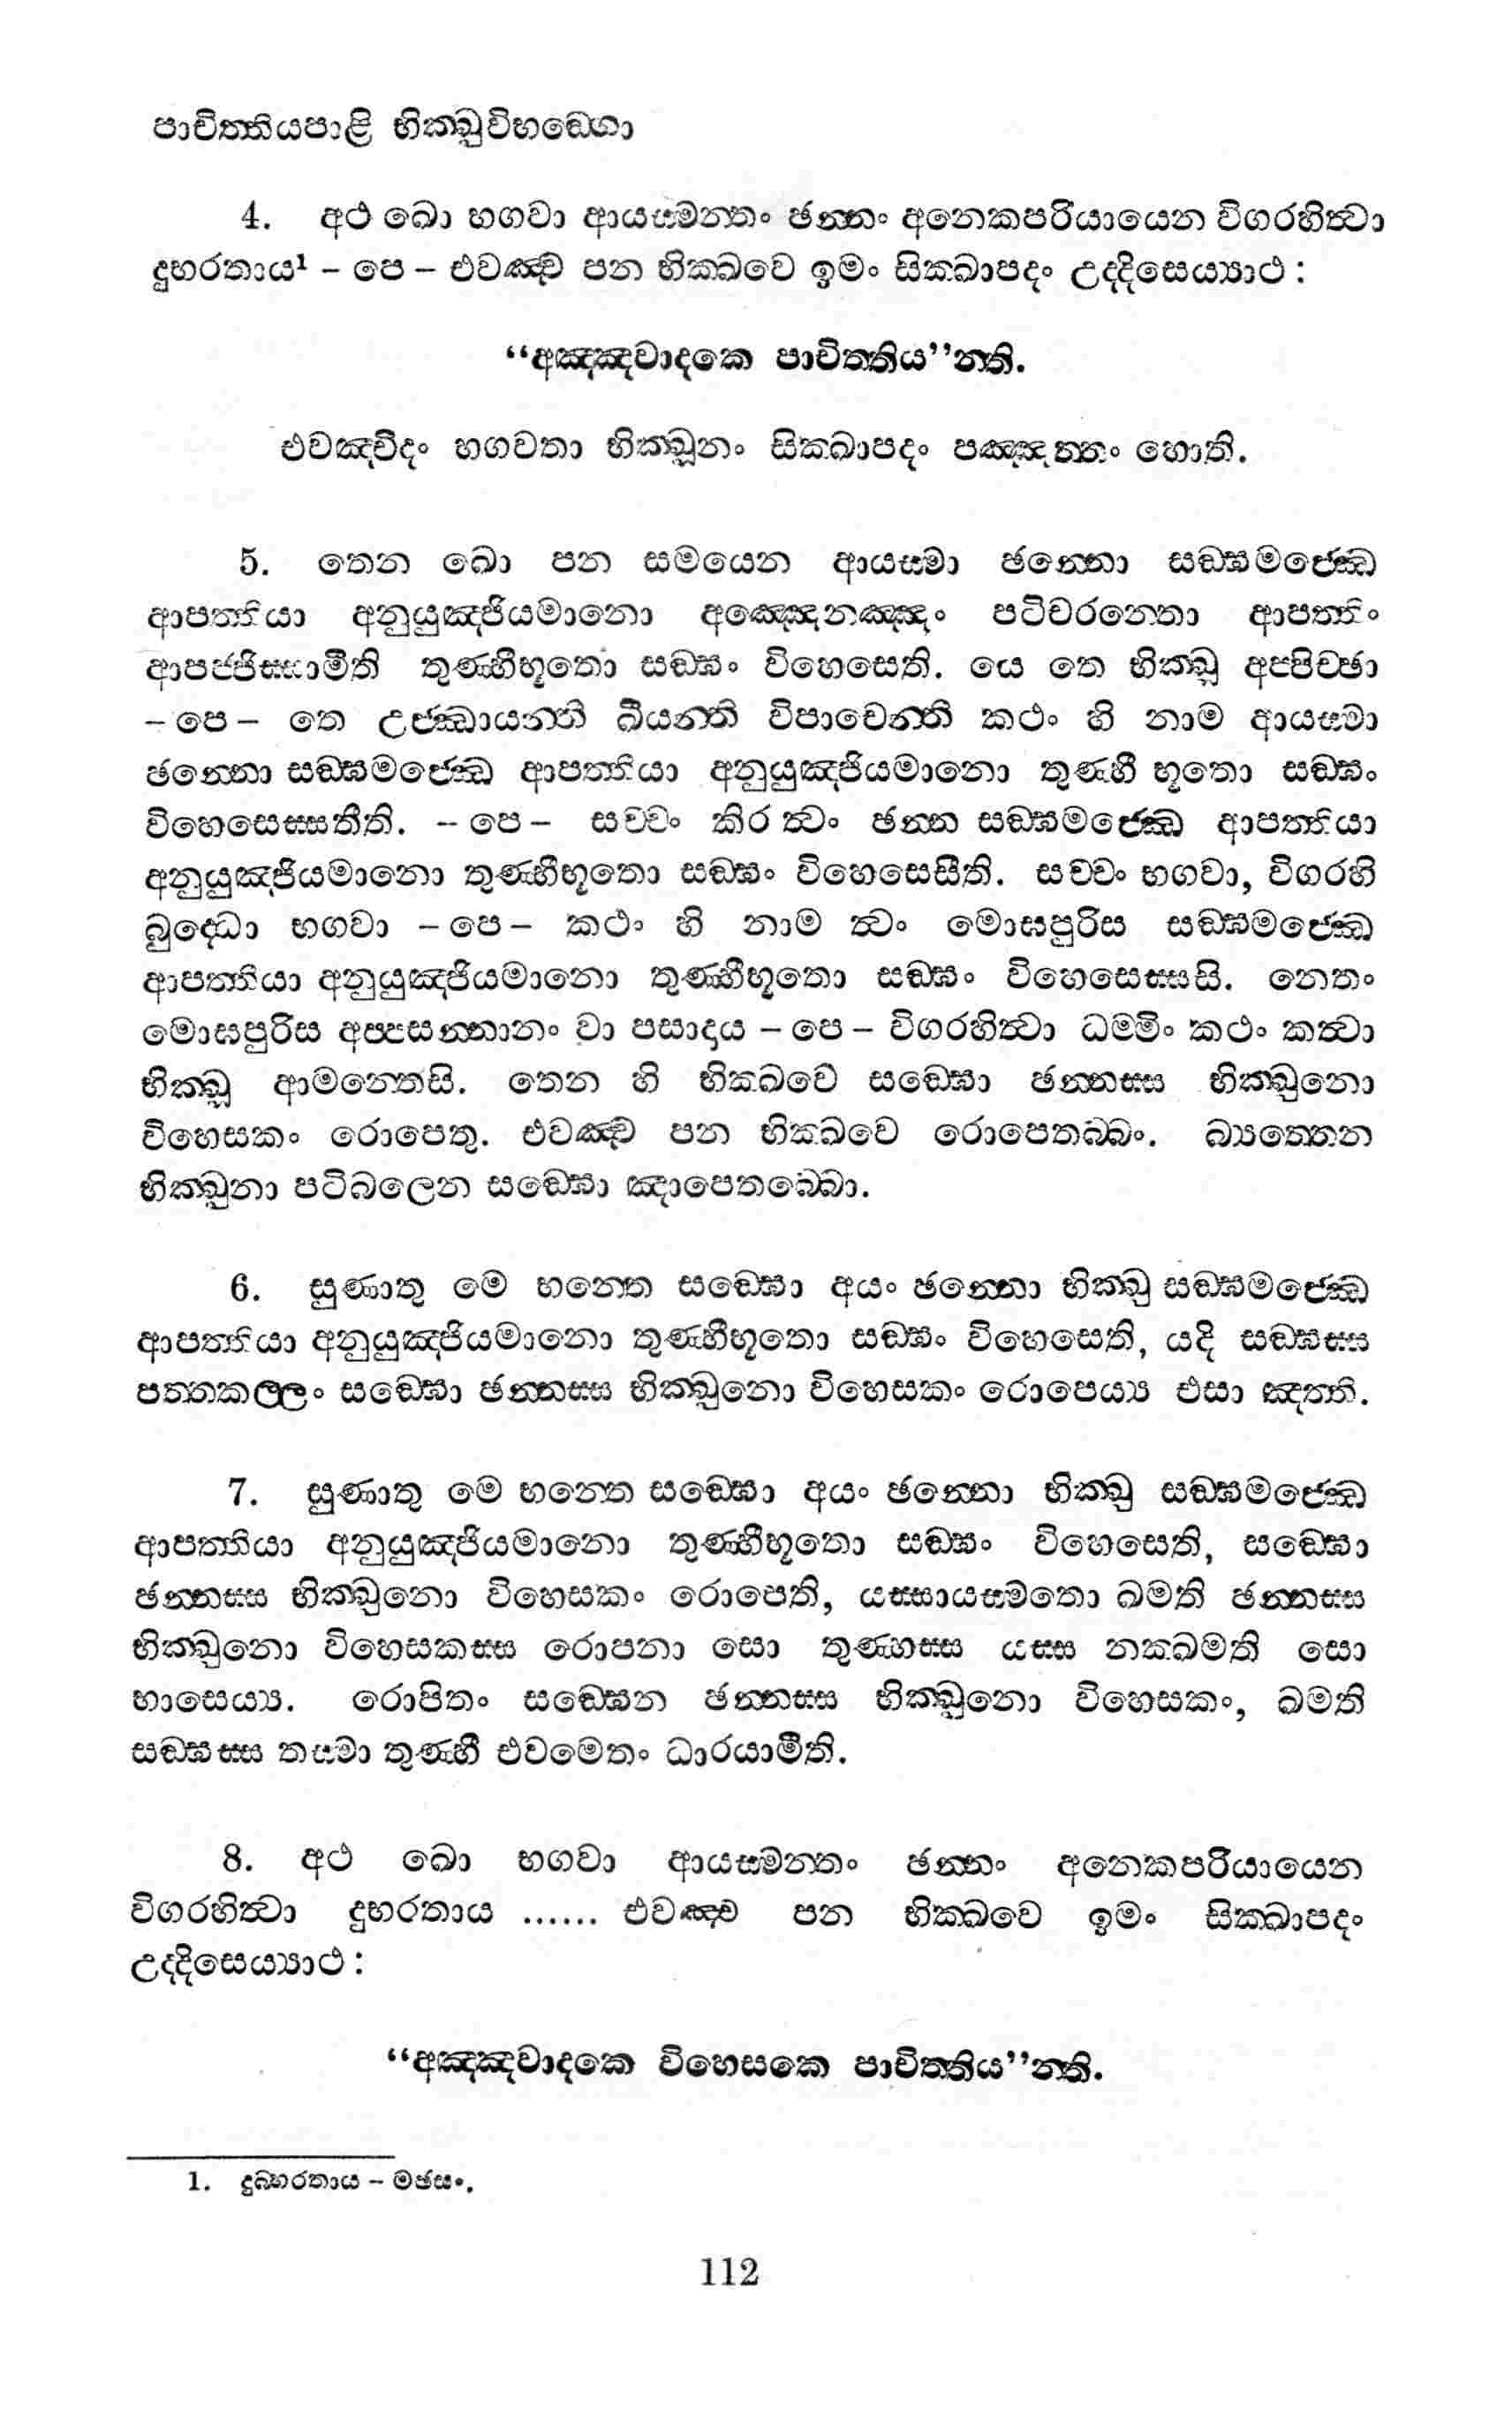 පාචිත්තියපාළි භික්ඛුවිභඞ්ගො
4. අථ ඛො භගවා ආයස්මන්තං ඡන්නං අනෙකපරියායෙන විගරහිත්වා
දුභරතාය¹ – පෙ – එවඤ්ච පන භික්ඛවෙ ඉමං සික්ඛාපදං උද්දිසෙය්‍යාථ :
“අඤ්ඤවාදකෙ පාචිත්තිය”න්ති.
එවඤ්චිදං භගවතා භික්ඛූනං සික්ඛාපදං පඤ්ඤත්තං හොති.
5. තෙන ඛො පන සමයෙන ආයස්මා ඡන්නො සඞ්ඝමජ්ඣෙ
ආපත්තියා අනුයුඤ්ජියමානො අඤ්ඤෙනඤ්ඤං පටිචරන්තො ආපත්තිං
ආපජ්ජිස්සාමීති තුණ්හීභූතො සඞ්ඝං විහෙසෙති. යෙ තෙ භික්ඛූ අප්පිච්ඡා
– පෙ – තෙ උජ්ඣායන්ති ඛීයන්ති විපාචෙන්ති කථං හි නාම ආයස්මා
ඡන්නො සඞ්ඝමජ්ඣෙ ආපත්තියා අනුයුඤ්ජියමානො තුණ්හී භූතො සඞ්ඝං
විහෙසෙස්සතීති. – පෙ – සච්චං කිර ත්වං ඡන්න සඞ්ඝමජ්ඣෙ ආපත්තියා
අනුයුඤ්ජියමානො තුණ්හීභූතො සඞ්ඝං විහෙසෙසීති. සච්චං භගවා, විගරහි
බුද්ධො භගවා – පෙ – කථං හි නාම ත්වං මොඝපුරිස සඞ්ඝමජ්ඣෙ
ආපත්තියා අනුයුඤ්ජියමානො තුණ්හීභූතො සඞ්ඝං විහෙසෙස්සසි. නෙතං
මොඝපුරිස අප්පසන්නානං වා පසාදාය – පෙ – විගරහිත්වා ධම්මිං කථං කත්වා
භික්ඛූ ආමන්තෙසි. තෙන හි භික්ඛවෙ සඞ්ඝො ඡන්නස්ස භික්ඛුනො
විහෙසකං රොපෙතු. එවඤ්ච පන භික්ඛවෙ රොපෙතබ්බං. බ්‍යත්තෙන
භික්ඛුනා පටිබලෙන සඞ්ඝො ඤාපෙතබ්බො.
6. සුණාතු මෙ භන්තෙ සඞ්ඝො අයං ඡන්නො භික්ඛු සඞ්ඝමජ්ඣෙ
ආපත්තියා අනුයුඤ්ජියමානො තුණ්හීභූතො සඞ්ඝං විහෙසෙති, යදි සඞ්ඝස්ස
පත්තකල්ලං සඞ්ඝො ඡන්නස්ස භික්ඛුනො විහෙසකං රොපෙය්‍ය එසා ඤත්ති.
7. සුණාතු මෙ භන්තෙ සඞ්ඝො අයං ඡන්නො භික්ඛු සඞ්ඝමජ්ඣෙ
ආපත්තියා අනුයුඤ්ජියමානො තුණ්හීභූතො සඞ්ඝං විහෙසෙති, සඞ්ඝො
ඡන්නස්ස භික්ඛුනො විහෙසකං රොපෙති, යස්සායස්මතො ඛමති ඡන්නස්ස
භික්ඛුනො විහෙසකස්ස රොපනා සො තුණ්හස්ස යස්ස නක්ඛමති සො
භාසෙය්‍ය. රොපිතං සඞ්ඝෙන ඡන්නස්ස භික්ඛුනො විහෙසකං, ඛමති
සඞ්ඝස්ස තස්මා තුණ්හී එවමෙතං ධාරයාමීති.
8. අථ ඛො භගවා ආයස්මන්තං ඡන්නං අනෙකපරියායෙන
විගරහිත්වා දුභරතාය ...... එවඤ්ච පන භික්ඛවෙ ඉමං සික්ඛාපදං
උද්දිසෙය්‍යාථ :
“අඤ්ඤවාදකෙ විහෙසකෙ පාචිත්තිය”න්ති.
1. දුබ්භරතාය – මඡසං.
112